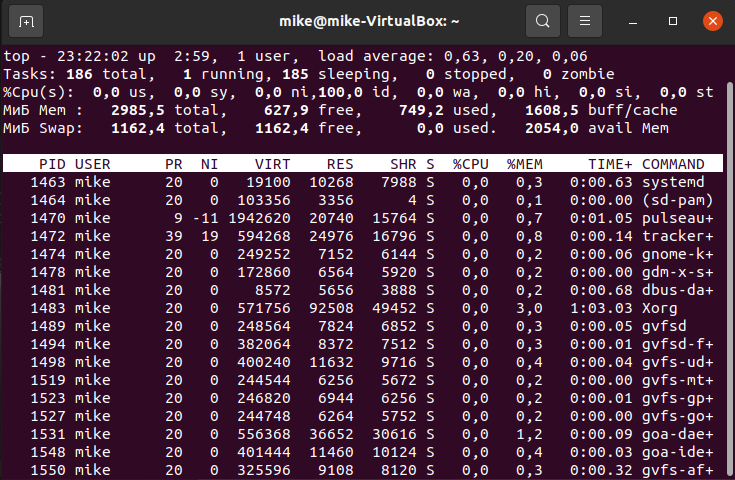 mike@mike-VirtualBox: ~
top - 23:22:02 up  2:59,  1 user,  load average: 0,63, 0,20, 0,06
Tasks: 186 total,   1 running, 185 sleeping,   0 stopped,   0 zombie
%Cpu(s):  0,0 us,  0,0 sy,  0,0 ni,100,0 id,  0,0 wa,  0,0 hi,  0,0 si,  0,0 st
МиБ Mem :   2985,5 total,    627,9 free,    749,2 used,   1608,5 buff/cache
МиБ Swap:   1162,4 total,   1162,4 free,      0,0 used.   2054,0 avail Mem
PID USER      PR  NI    VIRT    RES    SHR S  %CPU  %MEM     TIME+ COMMAND
1463 mike      20   0   19100  10268   7988 S   0,0   0,3   0:00.63 systemd
1464 mike      20   0  103356   3356      4 S   0,0   0,1   0:00.00 (sd-pam)
1470 mike       9 -11 1942620  20740  15764 S   0,0   0,7   0:01.05 pulseau+
1472 mike      39  19  594268  24976  16796 S   0,0   0,8   0:00.14 tracker+
1474 mike      20   0  249252   7152   6144 S   0,0   0,2   0:00.06 gnome-k+
1478 mike      20   0  172860   6564   5920 S   0,0   0,2   0:00.00 gdm-x-s+
1481 mike      20   0    8572   5656   3888 S   0,0   0,2   0:00.68 dbus-da+
1483 mike      20   0  571756  92508  49452 S   0,0   3,0   1:03.03 Xorg
1489 mike      20   0  248564   7824   6852 S   0,0   0,3   0:00.05 gvfsd
1494 mike      20   0  382064   8372   7512 S   0,0   0,3   0:00.01 gvfsd-f+
1498 mike      20   0  400240  11632   9716 S   0,0   0,4   0:00.04 gvfs-ud+
1519 mike      20   0  244544   6256   5672 S   0,0   0,2   0:00.00 gvfs-mt+
1523 mike      20   0  246820   6944   6256 S   0,0   0,2   0:00.01 gvfs-gp+
1527 mike      20   0  244748   6264   5752 S   0,0   0,2   0:00.00 gvfs-go+
1531 mike      20   0  556368  36652  30616 S   0,0   1,2   0:00.09 goa-dae+
1548 mike      20   0  401444  11460  10124 S   0,0   0,4   0:00.03 goa-ide+
1550 mike      20   0  325596   9108   8120 S   0,0   0,3   0:00.32 gvfs-af+